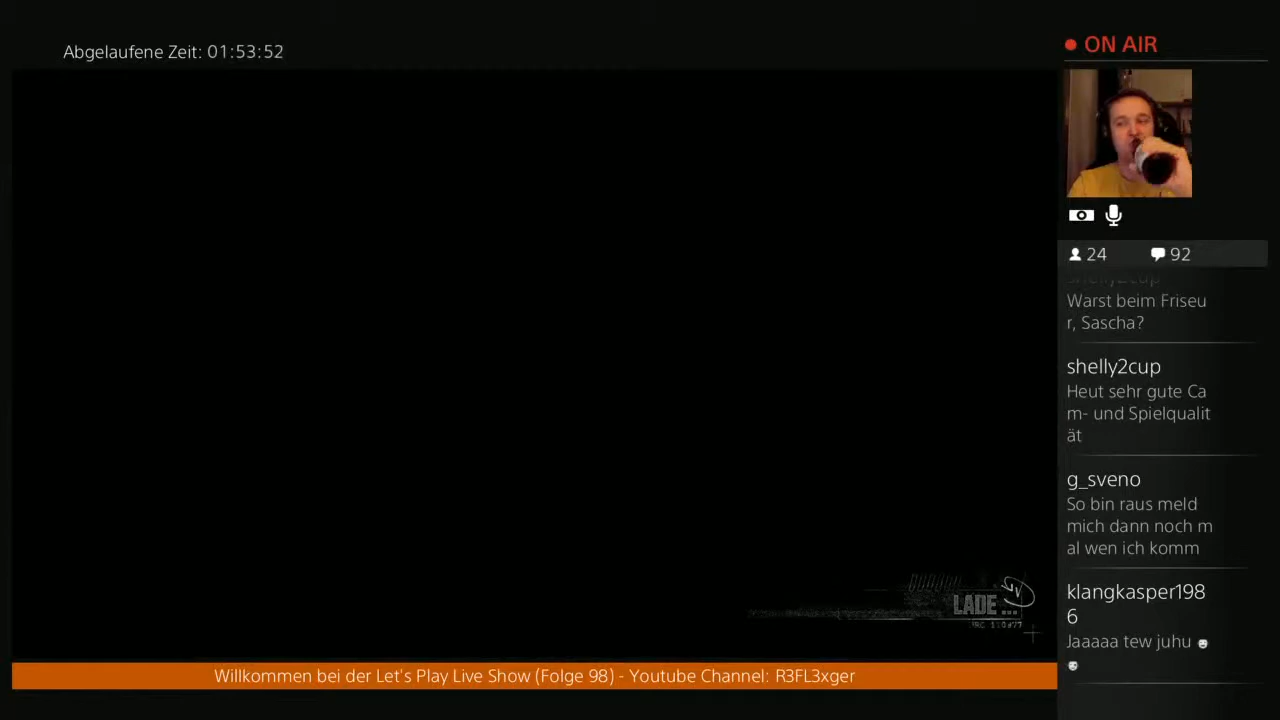 Abgelaufene Zeit: 01:53:52
ON AIR
24
92
shelly2cup
Warst beim Friseu
r, Sascha?
shelly2cup
Heut sehr gute Ca
m- und Spielqualit
ät
g_sveno
So bin raus meld
mich dann noch m
al wen ich komm
klangkasper198
6
Jaaaaa tew juhu
LADE ...
Willkommen bei der Let's Play Live Show (Folge 98) - Youtube Channel: R3FL3xger